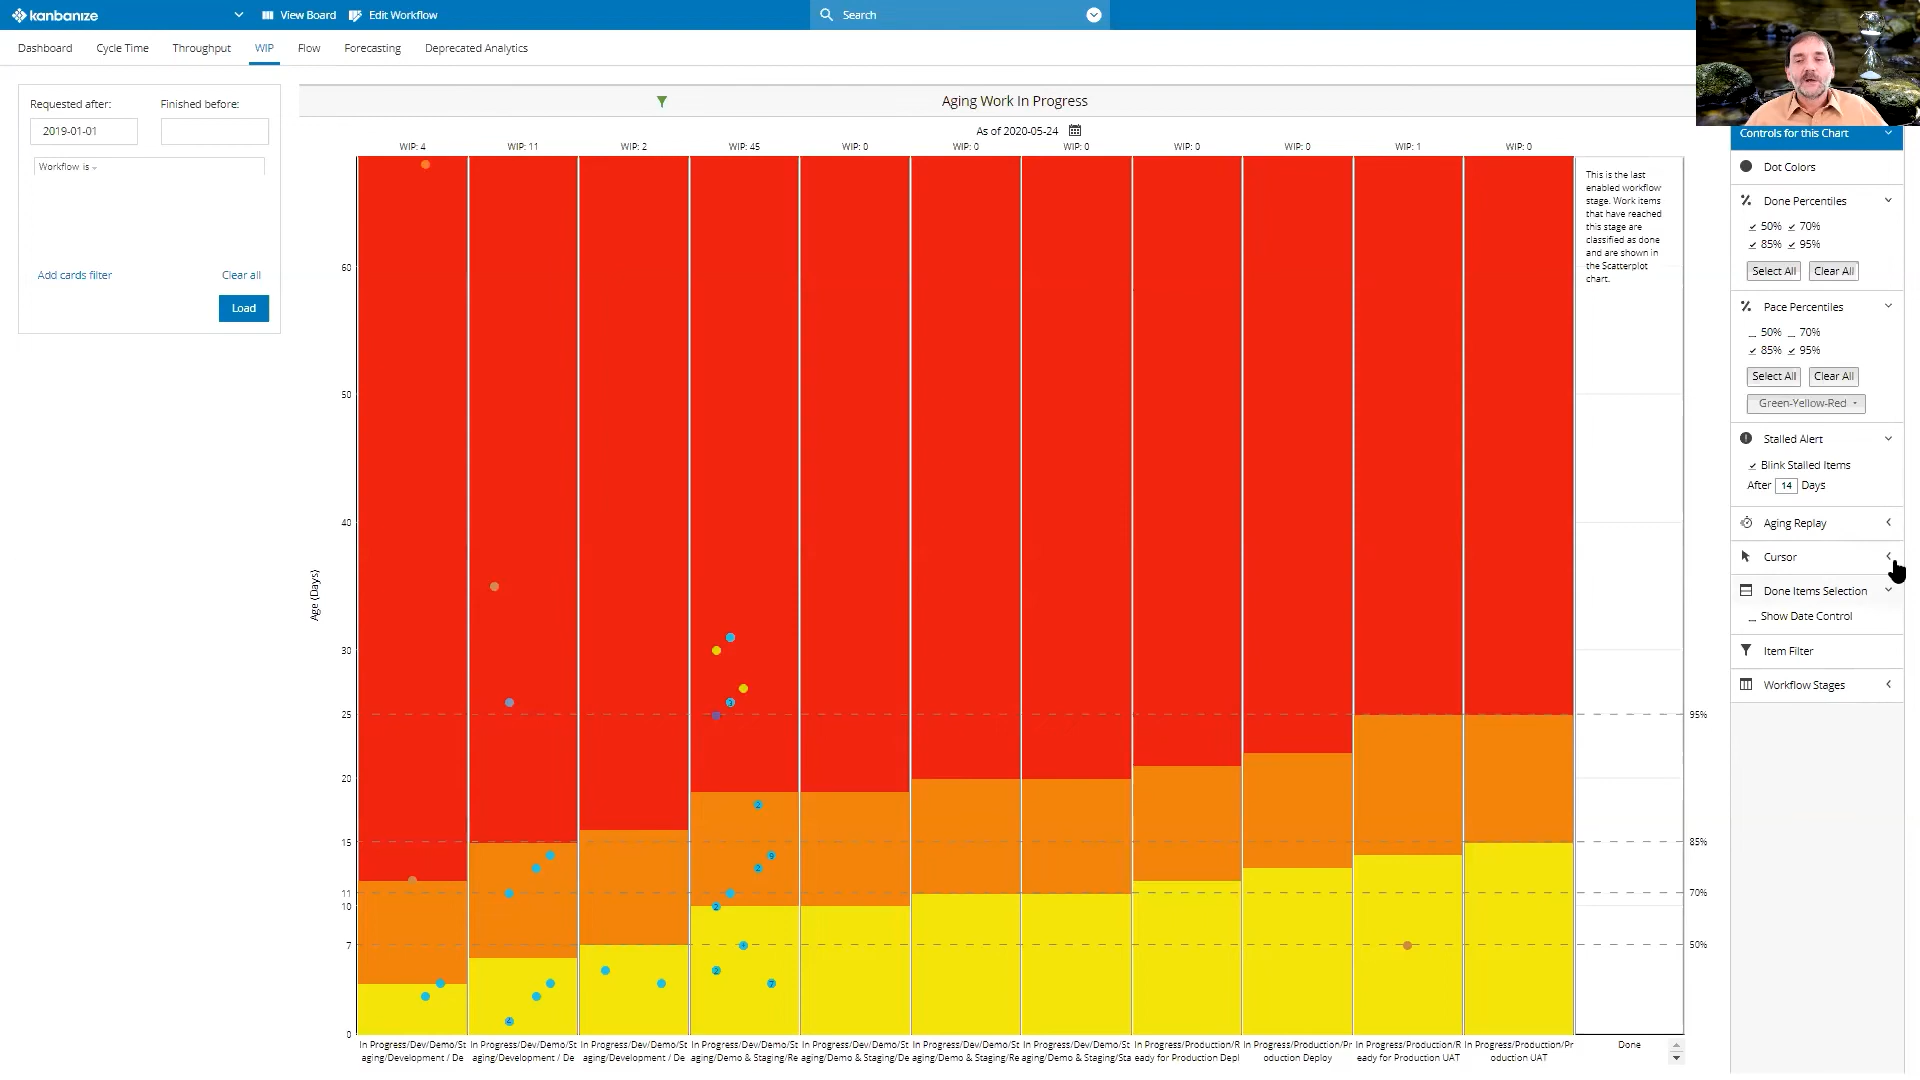 kanbanize View Board Edit Workflow Search
Dashboard Cycle Time Throughput WIP Flow Forecasting Deprecated Analytics
Requested after: Finished before:
2019-01-01
Workflow is
Add cards filter Clear all
Load
Aging Work In Progress
As of 2020-05-24
WIP: 4 WIP: 11 WIP: 2 WIP: 45 WIP: 0 WIP: 0 WIP: 0 WIP: 0 WIP: 0 WIP: 1 WIP: 0
This is the last
enabled workflow
stage. Work items
that have reached
this stage are
classified as done
and are shown in
the Scatterplot
chart.
Age (Days)
60
50
40
30
25
20
15
11
10
7
0
95%
85%
70%
50%
In Progress/Dev/Demo/St
aging/Development / De
In Progress/Dev/Demo/St
aging/Development / De
In Progress/Dev/Demo/St
aging/Development / De
In Progress/Dev/Demo/St
aging/Demo & Staging/Re
In Progress/Dev/Demo/St
aging/Demo & Staging/De
In Progress/Dev/Demo/St
aging/Demo & Staging/Re
In Progress/Dev/Demo/St
aging/Demo & Staging/Sta
In Progress/Production/R
eady for Production Depl
In Progress/Production/Pr
oduction Deploy
In Progress/Production/R
eady for Production UAT
In Progress/Production/Pr
oduction UAT
Done
Controls for this Chart
Dot Colors
Done Percentiles
50% 70%
85% 95%
Select All Clear All
Pace Percentiles
50% 70%
85% 95%
Select All Clear All
Green-Yellow-Red
Stalled Alert
Blink Stalled Items
After 14 Days
Aging Replay
Cursor
Done Items Selection
Show Date Control
Item Filter
Workflow Stages